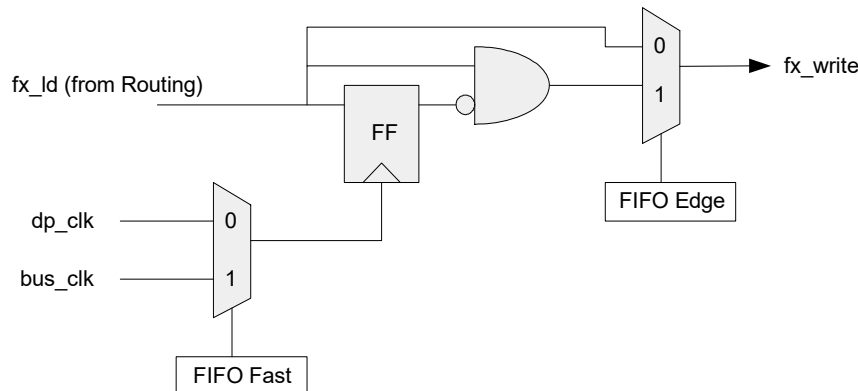 0
fx_write
fx_ld (from Routing)
1
FF
FIFO Edge
dp_clk
0
bus_clk
1
FIFO Fast